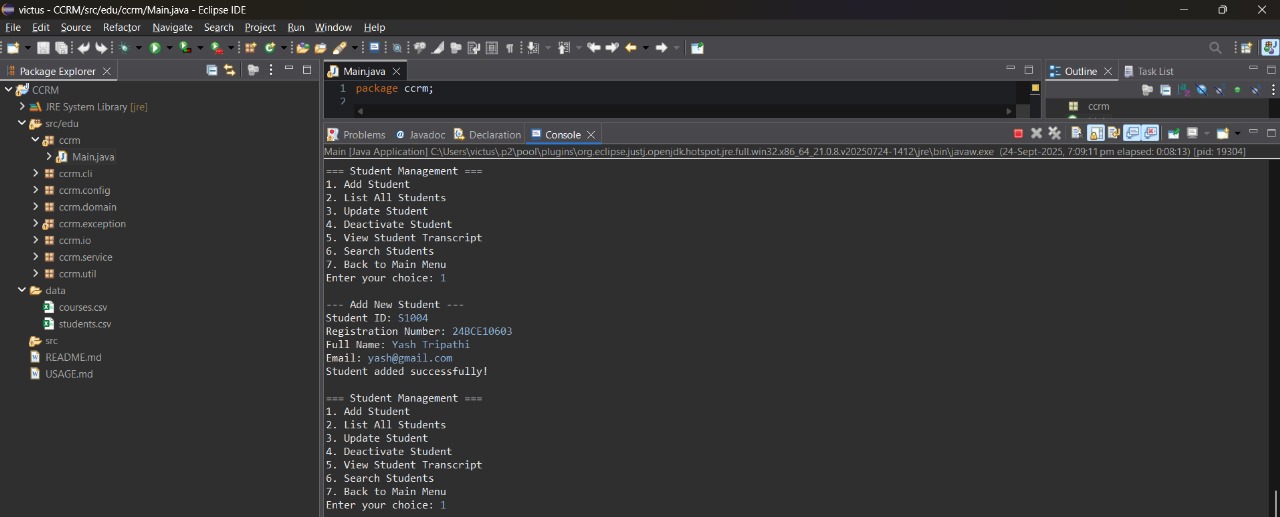 victus - CCRM/src/edu/ccrm/Main.java - Eclipse IDE
File Edit Source Refactor Navigate Search Project Run Window Help
Package Explorer
CCRM
JRE System Library [jre]
src/edu
ccrm
Main.java
ccrm.cli
ccrm.config
ccrm.domain
ccrm.exception
ccrm.io
ccrm.service
ccrm.util
data
courses.csv
students.csv
src
README.md
USAGE.md
Main.java
1 package ccrm;
2
Outline Task List
ccrm
Problems Javadoc Declaration Console
Main [Java Application] C:\Users\victus\.p2\pool\plugins\org.eclipse.justj.openjdk.hotspot.jre.full.win32.x86_64_21.0.8.v20250724-1412\jre\bin\javaw.exe (24-Sept-2025, 7:09:11 pm elapsed: 0:08:13) [pid: 19304]
=== Student Management ===
1. Add Student
2. List All Students
3. Update Student
4. Deactivate Student
5. View Student Transcript
6. Search Students
7. Back to Main Menu
Enter your choice: 1
--- Add New Student ---
Student ID: S1004
Registration Number: 24BCE10603
Full Name: Yash Tripathi
Email: yash@gmail.com
Student added successfully!
=== Student Management ===
1. Add Student
2. List All Students
3. Update Student
4. Deactivate Student
5. View Student Transcript
6. Search Students
7. Back to Main Menu
Enter your choice: 1